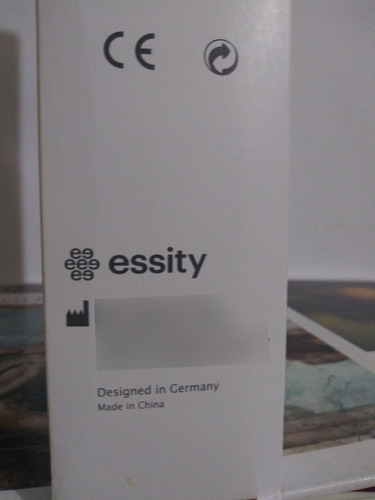 CE
essity
Designed in Germany
Made in China